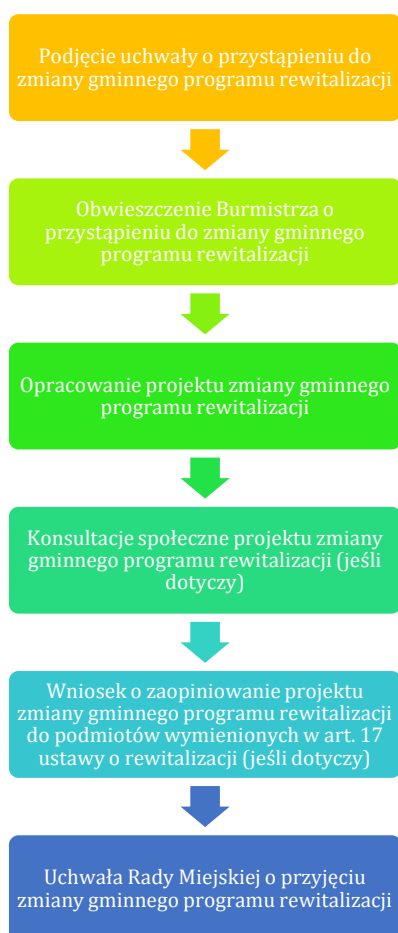 Podjęcie uchwały o przystąpieniu do
zmiany gminnego programu rewitalizacji
Obwieszczenie Burmistrza o
przystąpieniu do zmiany gminnego
programu rewitalizacji
Opracowanie projektu zmiany gminnego
programu rewitalizacji
Konsultacje społeczne projektu zmiany
gminnego programu rewitalizacji (jeśli
dotyczy)
Wniosek o zaopiniowanie projektu
zmiany gminnego programu rewitalizacji
do podmiotów wymienionych w art. 17
ustawy o rewitalizacji (jeśli dotyczy)
Uchwała Rady Miejskiej o przyjęciu
zmiany gminnego programu rewitalizacji